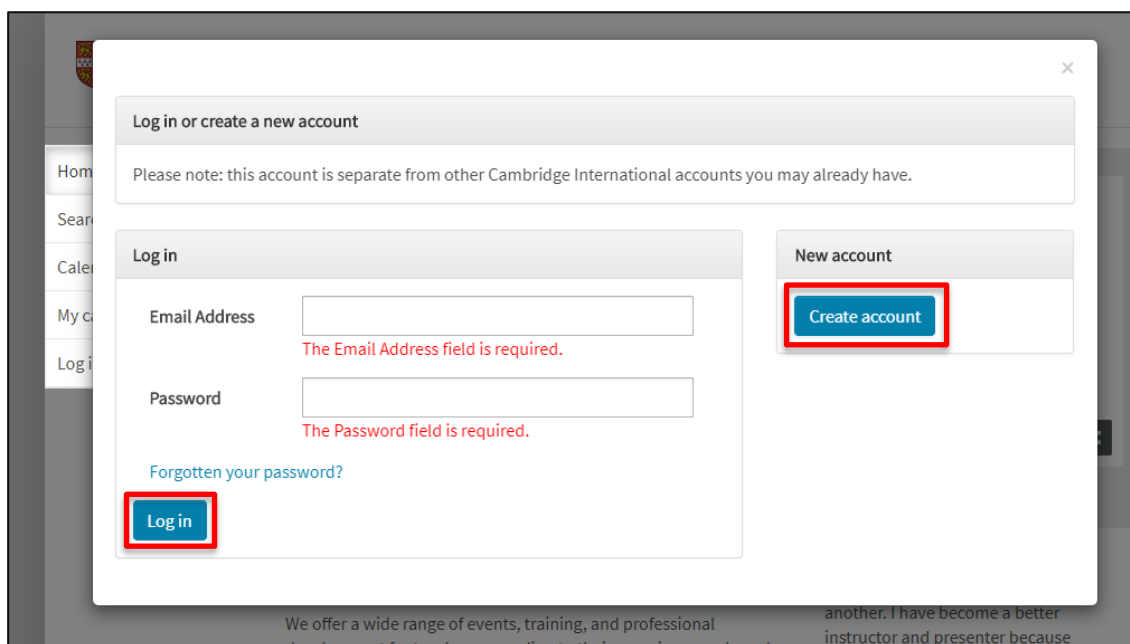 Log in or create a new account
Please note: this account is separate from other Cambridge International accounts you may already have.
Log in
Email Address
The Email Address field is required.
Password
The Password field is required.
Forgotten your password?
Log in
New account
Create account
We offer a wide range of events, training, and professional
another. I have become a better
instructor and presenter because